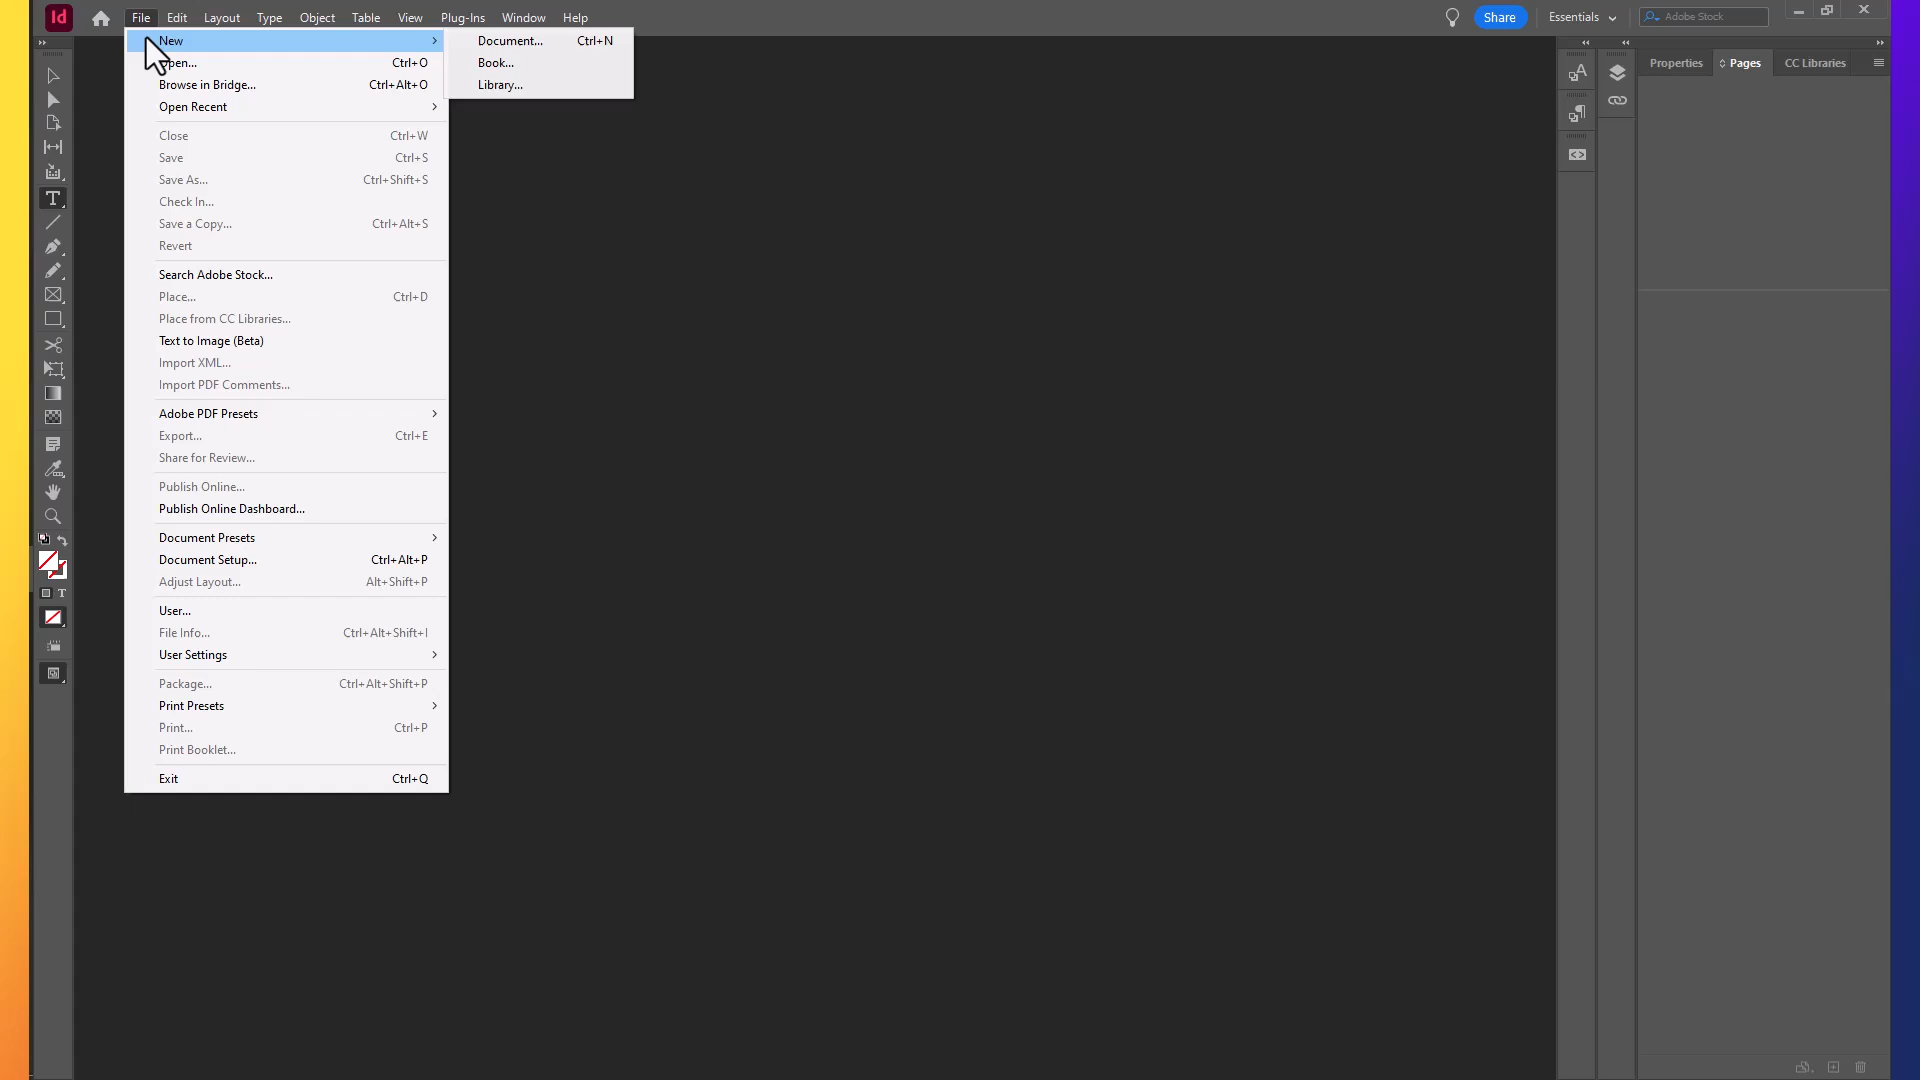 Id File Edit Layout Type Object Table View Plug-Ins Window Help Share Essentials Adobe Stock
New
Document... Ctrl+N
Ctrl+O
Book...
Browse in Bridge... Ctrl+Alt+O
Library...
Open Recent
Close Ctrl+W
Save Ctrl+S
Save As... Ctrl+Shift+S
Check In...
Save a Copy... Ctrl+Alt+S
Revert
Search Adobe Stock...
Place... Ctrl+D
Place from CC Libraries...
Text to Image (Beta)
Import XML...
Import PDF Comments...
Adobe PDF Presets
Export... Ctrl+E
Share for Review...
Publish Online...
Publish Online Dashboard...
Document Presets
Document Setup... Ctrl+Alt+P
Adjust Layout... Alt+Shift+P
User...
File Info... Ctrl+Alt+Shift+I
User Settings
Package... Ctrl+Alt+Shift+P
Print Presets
Print... Ctrl+P
Print Booklet...
Exit Ctrl+Q
Properties Pages CC Libraries